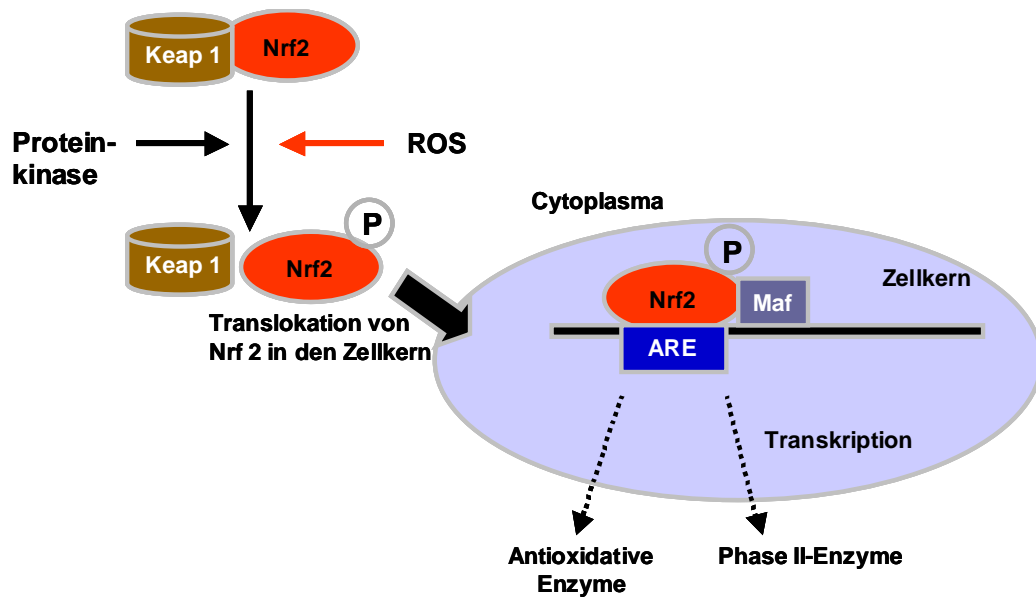 Keap 1
Nrf2
Protein-
kinase
ROS
P
Keap 1
Nrf2
Translokation von
Nrf 2 in den Zellkern
Cytoplasma
P
Zellkern
Nrf2
Maf
ARE
Transkription
Antioxidative
Enzyme
Phase II-Enzyme